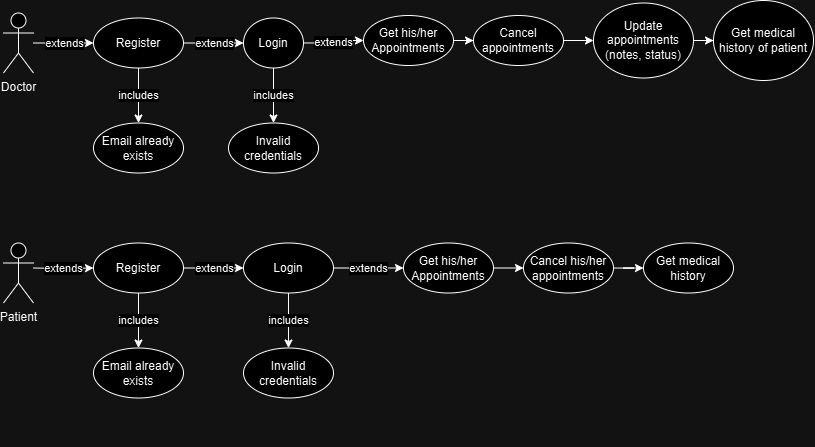 Doctor
extends
Register
extends
Login
extends
Get his/her
Appointments
Cancel
appointments
Update
appointments
(notes, status)
Get medical
history of patient
includes
includes
Email already
exists
Invalid
credentials
Patient
extends
Register
extends
Login
extends
Get his/her
Appointments
Cancel his/her
appointments
Get medical
history
includes
includes
Email already
exists
Invalid
credentials